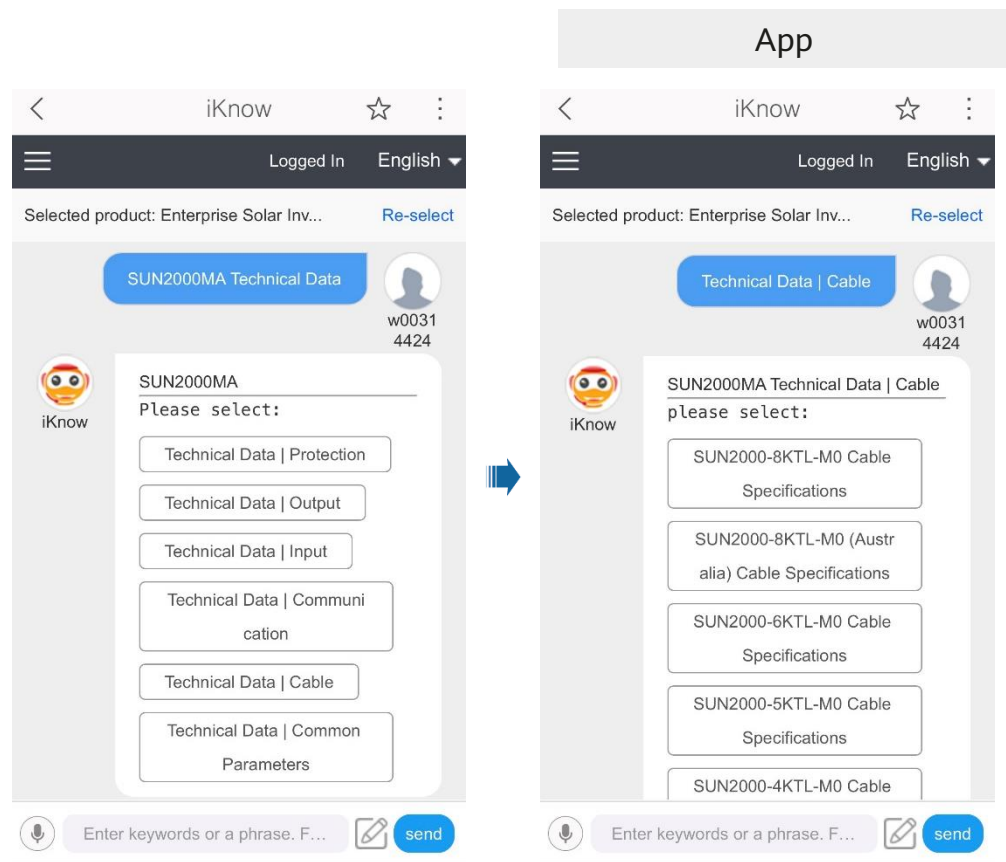 App
iKnow
Logged In English
Selected product: Enterprise Solar Inv... Re-select
SUN2000MA Technical Data
w0031
4424
iKnow
SUN2000MA
Please select:
Technical Data | Protection
Technical Data | Output
Technical Data | Input
Technical Data | Communi
cation
Technical Data | Cable
Technical Data | Common
Parameters
Enter keywords or a phrase. F... send
iKnow
Logged In English
Selected product: Enterprise Solar Inv... Re-select
Technical Data | Cable
w0031
4424
iKnow
SUN2000MA Technical Data | Cable
please select:
SUN2000-8KTL-M0 Cable
Specifications
SUN2000-8KTL-M0 (Austr
alia) Cable Specifications
SUN2000-6KTL-M0 Cable
Specifications
SUN2000-5KTL-M0 Cable
Specifications
SUN2000-4KTL-M0 Cable
Enter keywords or a phrase. F... send